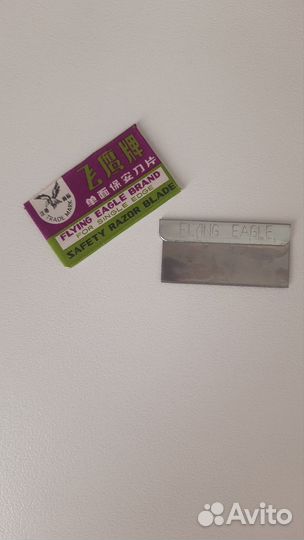 飞鹰牌
单面保安刀片
TRADE MARK
FLYING EAGLE BRAND
FOR SINGLE EDGE
SAFETY RAZOR BLADE
FLYING EAGLE
Avito